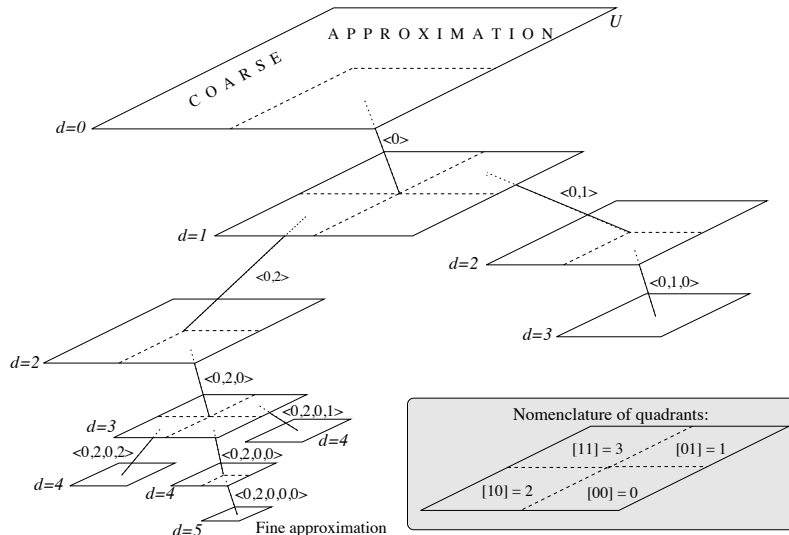 COARSE
APPROXIMATION
U
d=0
<0>
d=1
<0,1>
d=2
<0,2>
<0,1,0>
d=3
d=2
<0,2,0>
d=3
<0,2,0,1>
d=4
<0,2,0,2>
<0,2,0,0>
d=4
d=4
<0,2,0,0,0>
d=5
Fine approximation
Nomenclature of quadrants:
[11] = 3
[01] = 1
[10] = 2
[00] = 0